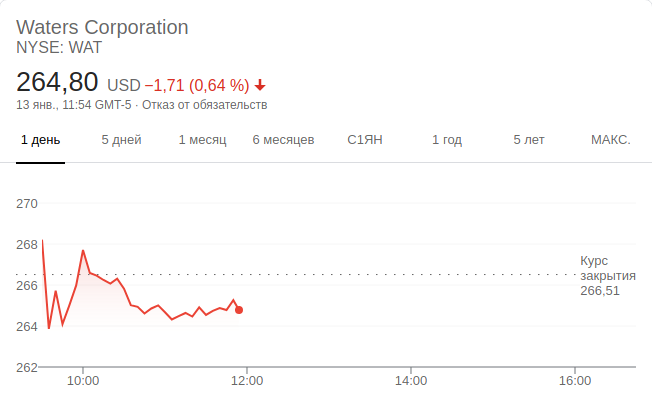 Waters Corporation
NYSE: WAT
264,80 USD −1,71 (0,64 %)
13 янв., 11:54 GMT-5 · Отказ от обязательств
1 день 5 дней 1 месяц 6 месяцев С1ЯН 1 год 5 лет МАКС.
270
268
Курс
закрытия
266,51
266
264
262
10:00 12:00 14:00 16:00